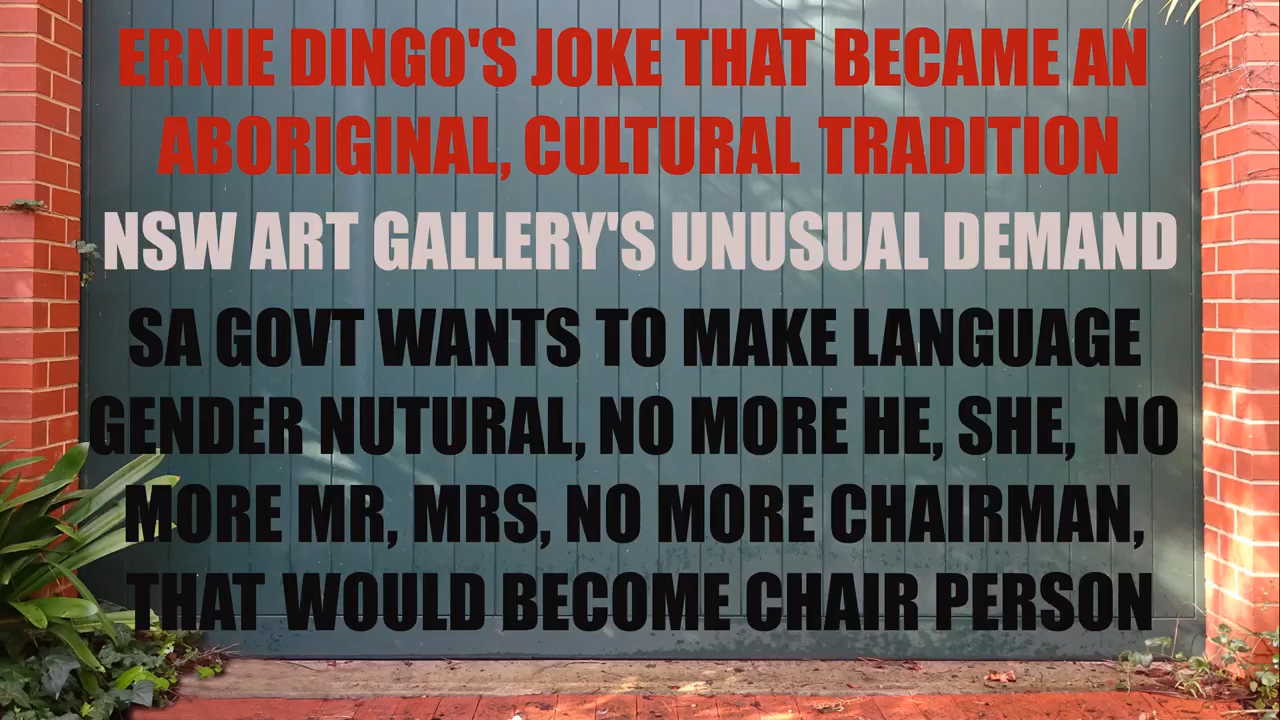 ERNIE DINGO'S JOKE THAT BECAME AN
ABORIGINAL, CULTURAL TRADITION
NSW ART GALLERY'S UNUSUAL DEMAND
SA GOVT WANTS TO MAKE LANGUAGE
GENDER NUTURAL, NO MORE HE, SHE, NO
MORE MR, MRS, NO MORE CHAIRMAN,
THAT WOULD BECOME CHAIR PERSON